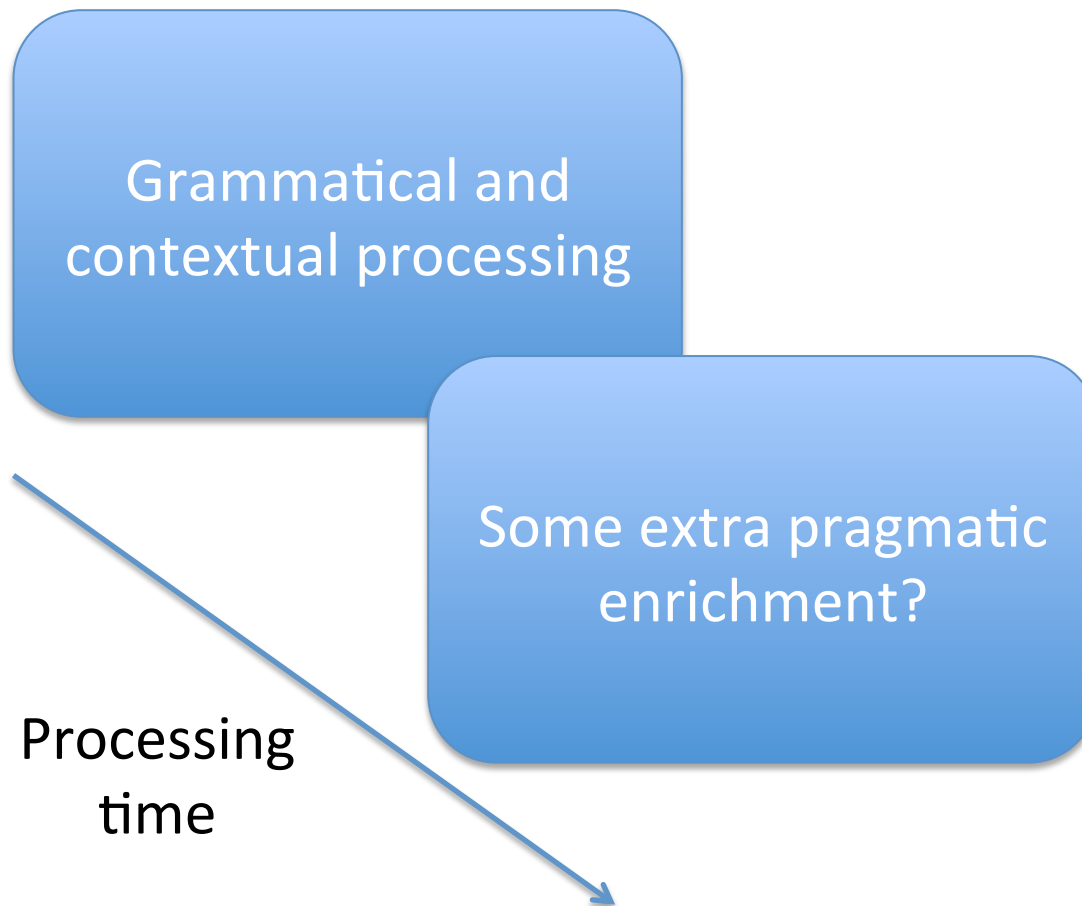 Grammatical and
contextual processing
Some extra pragmatic
enrichment?
Processing
time